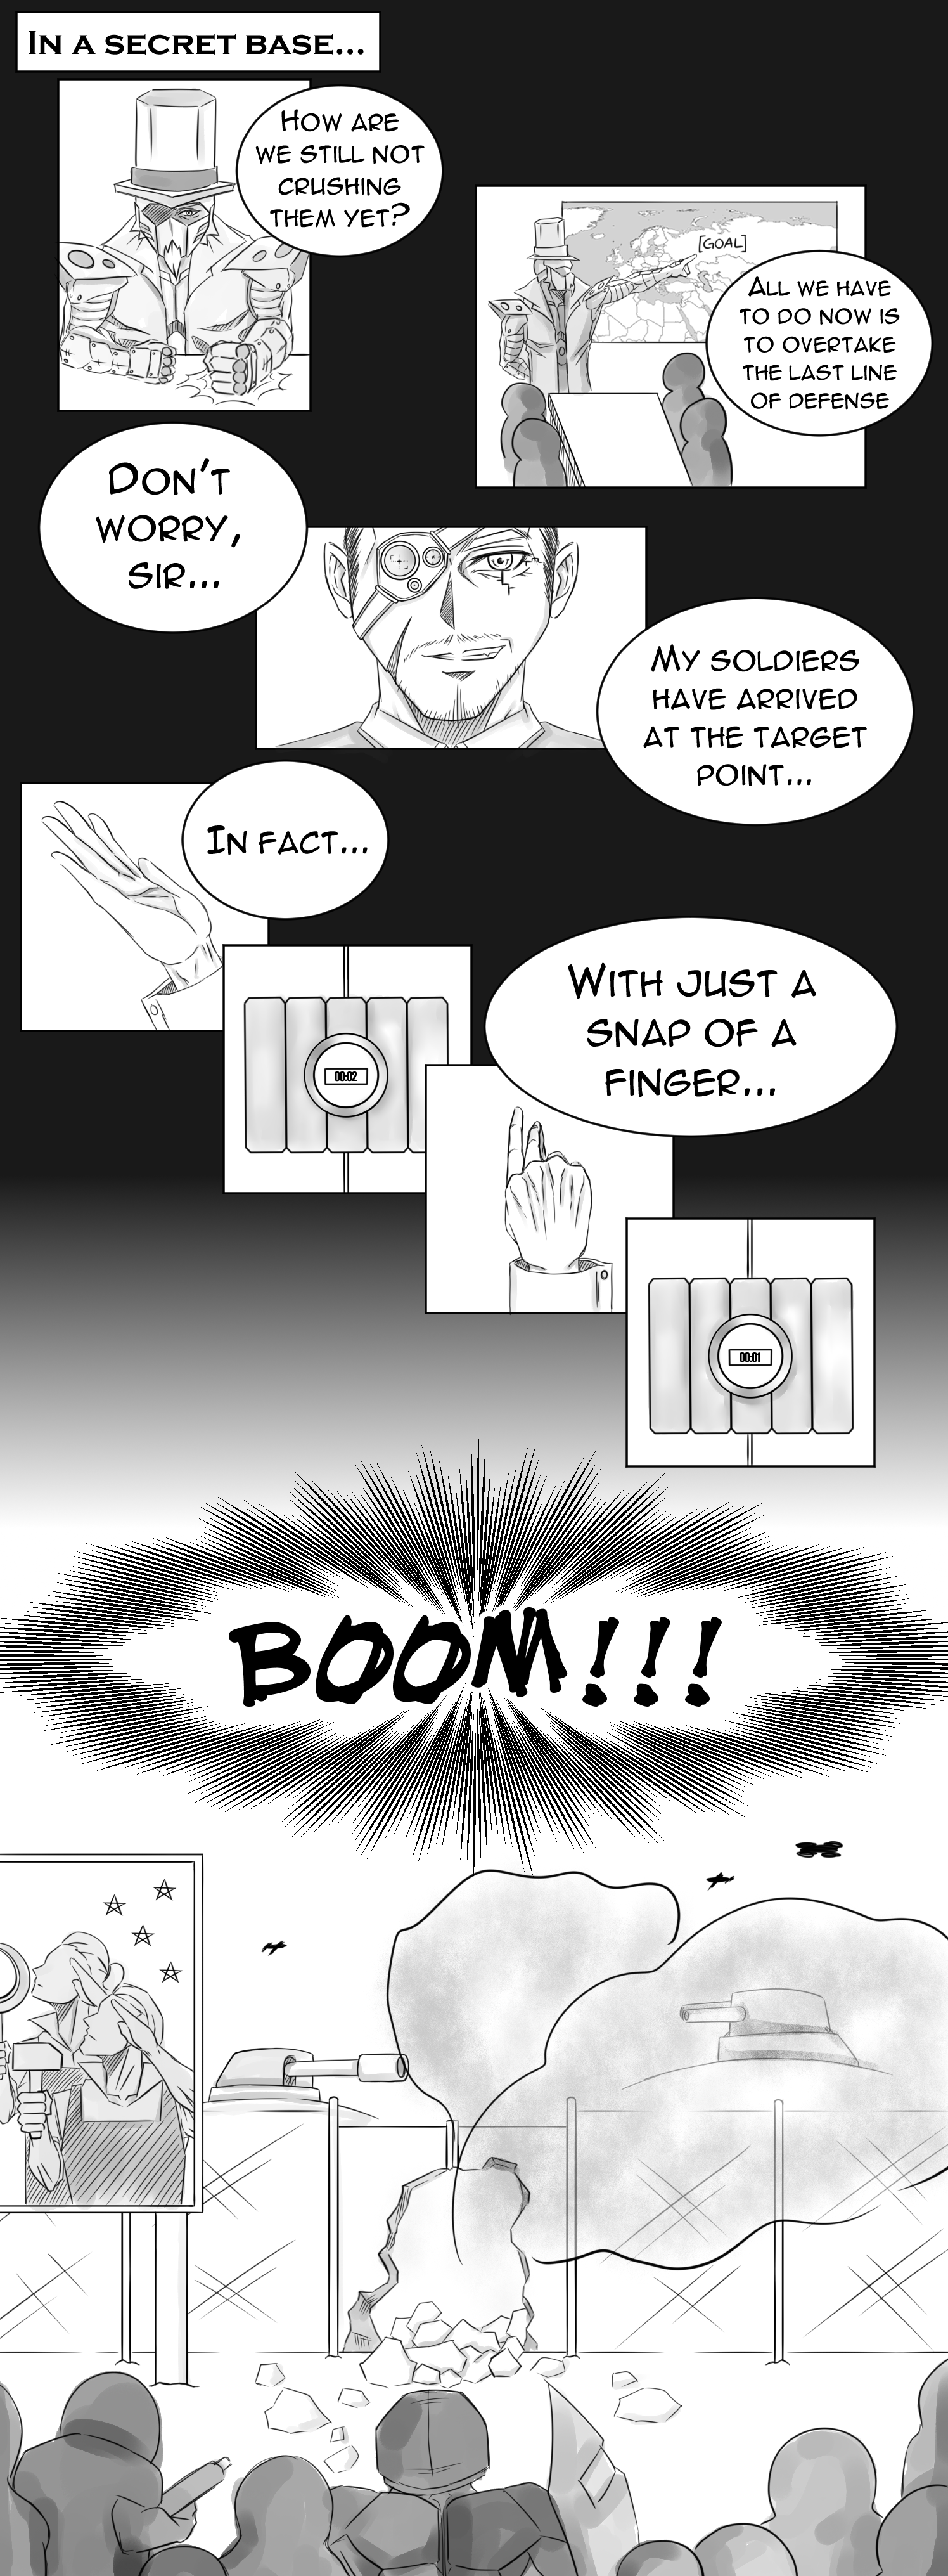 IN A SECRET BASE...
HOW ARE
WE STILL NOT
CRUSHING
THEM YET?
[GOAL]
ALL WE HAVE
TO DO NOW IS
TO OVERTAKE
THE LAST LINE
OF DEFENSE
DON'T
WORRY,
SIR...
MY SOLDIERS
HAVE ARRIVED
AT THE TARGET
POINT...
IN FACT...
00:02
WITH JUST A
SNAP OF A
FINGER...
00:01
BOOM!!!